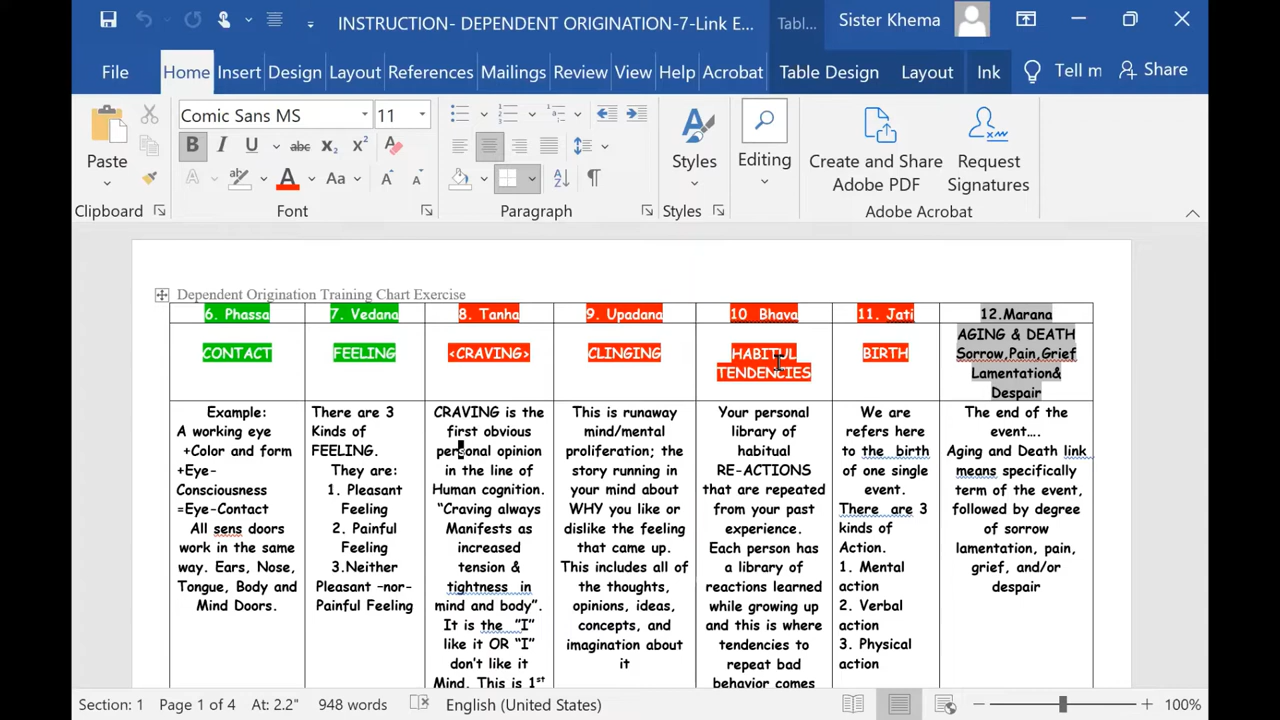 INSTRUCTION- DEPENDENT ORIGINATION-7-Link E...
Tabl...
Sister Khema
File
Home
Insert
Design
Layout
References
Mailings
Review
View
Help
Acrobat
Table Design
Layout
Ink
Tell m
Share
Paste
Clipboard
Comic Sans MS
11
B I U abc x₂ x²
A A Aa A A
Font
Paragraph
Styles
Styles
Editing
Create and Share
Adobe PDF
Request
Signatures
Adobe Acrobat
Dependent Origination Training Chart Exercise
6. Phassa
7. Vedana
8. Tanha
9. Upadana
10 Bhava
11. Jati
12.Marana
CONTACT
FEELING
<CRAVING>
CLINGING
HABITUL
TENDENCIES
BIRTH
AGING & DEATH
Sorrow,Pain,Grief
Lamentation&
Despair
Example:
A working eye
+Color and form
+Eye-
Consciousness
=Eye-Contact
All sens doors
work in the same
way. Ears, Nose,
Tongue, Body and
Mind Doors.
There are 3
Kinds of
FEELING.
They are:
1. Pleasant
Feeling
2. Painful
Feeling
3.Neither
Pleasant –nor-
Painful Feeling
CRAVING is the
first obvious
personal opinion
in the line of
Human cognition.
“Craving always
Manifests as
increased
tension &
tightness in
mind and body”.
It is the "I"
like it OR “I”
don’t like it
Mind. This is 1st
This is runaway
mind/mental
proliferation; the
story running in
your mind about
WHY you like or
dislike the feeling
that came up.
This includes all of
the thoughts,
opinions, ideas,
concepts, and
imagination about
it
Your personal
library of
habitual
RE-ACTIONS
that are repeated
from your past
experience.
Each person has
a library of
reactions learned
while growing up
and this is where
tendencies to
repeat bad
behavior comes
We are
refers here
to the birth
of one single
event.
There are 3
kinds of
Action.
1. Mental
action
2. Verbal
action
3. Physical
action
The end of the
event….
Aging and Death link
means specifically
term of the event,
followed by degree
of sorrow
lamentation, pain,
grief, and/or
despair
Section: 1
Page 1 of 4
At: 2.2"
948 words
English (United States)
100%